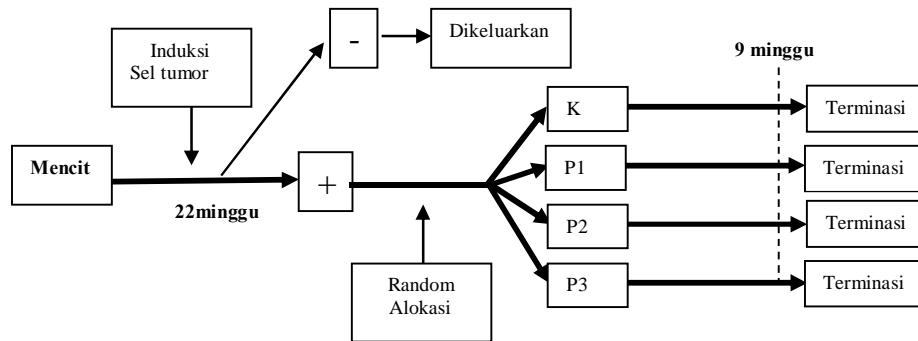 Induksi
Sel tumor
-
Dikeluarkan
9 minggu
Mencit
22minggu
+
K
Terminasi
P1
Terminasi
P2
Terminasi
P3
Terminasi
Random
Alokasi